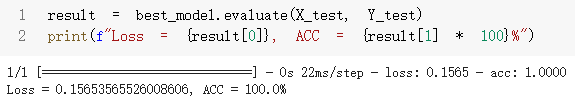 1 result = best_model.evaluate(X_test, Y_test)
2 print(f"Loss = {result[0]}, ACC = {result[1] * 100}%")
1/1 [==============================] - 0s 22ms/step - loss: 0.1565 - acc: 1.0000
Loss = 0.15653565526008606, ACC = 100.0%